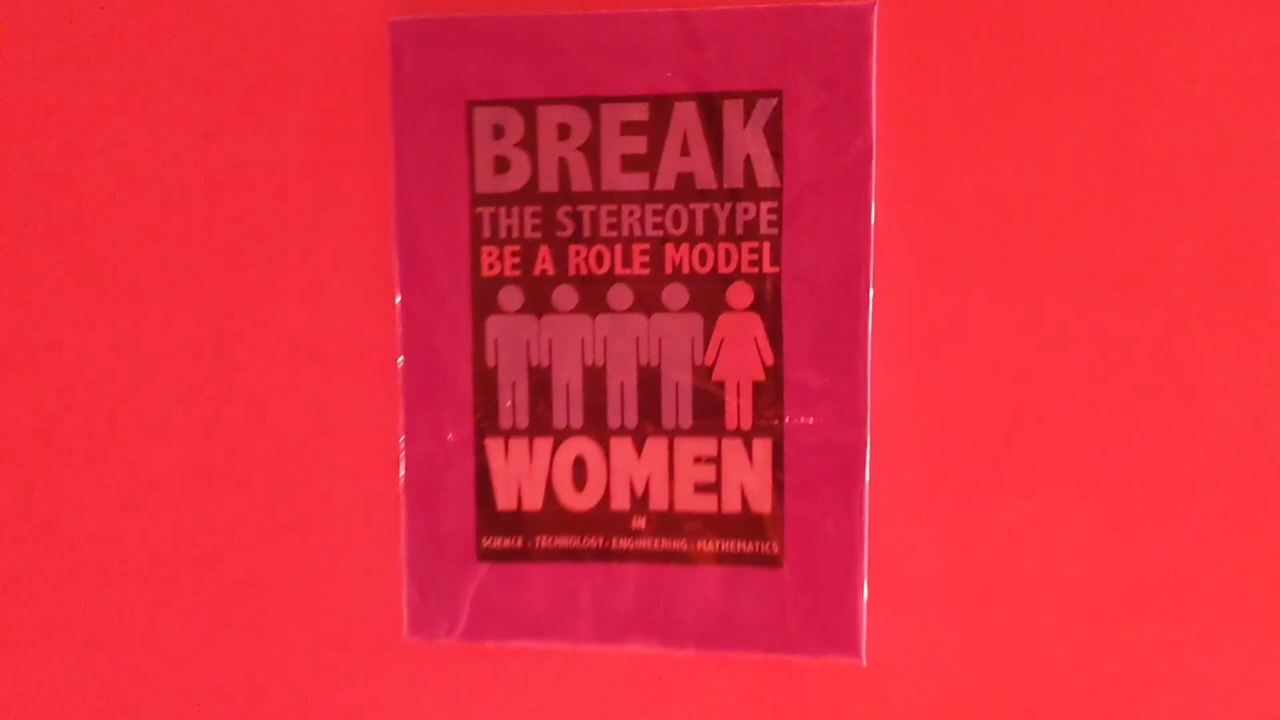 BREAK
THE STEREOTYPE
BE A ROLE MODEL
WOMEN
IN
SCIENCE · TECHNOLOGY · ENGINEERING · MATHEMATICS